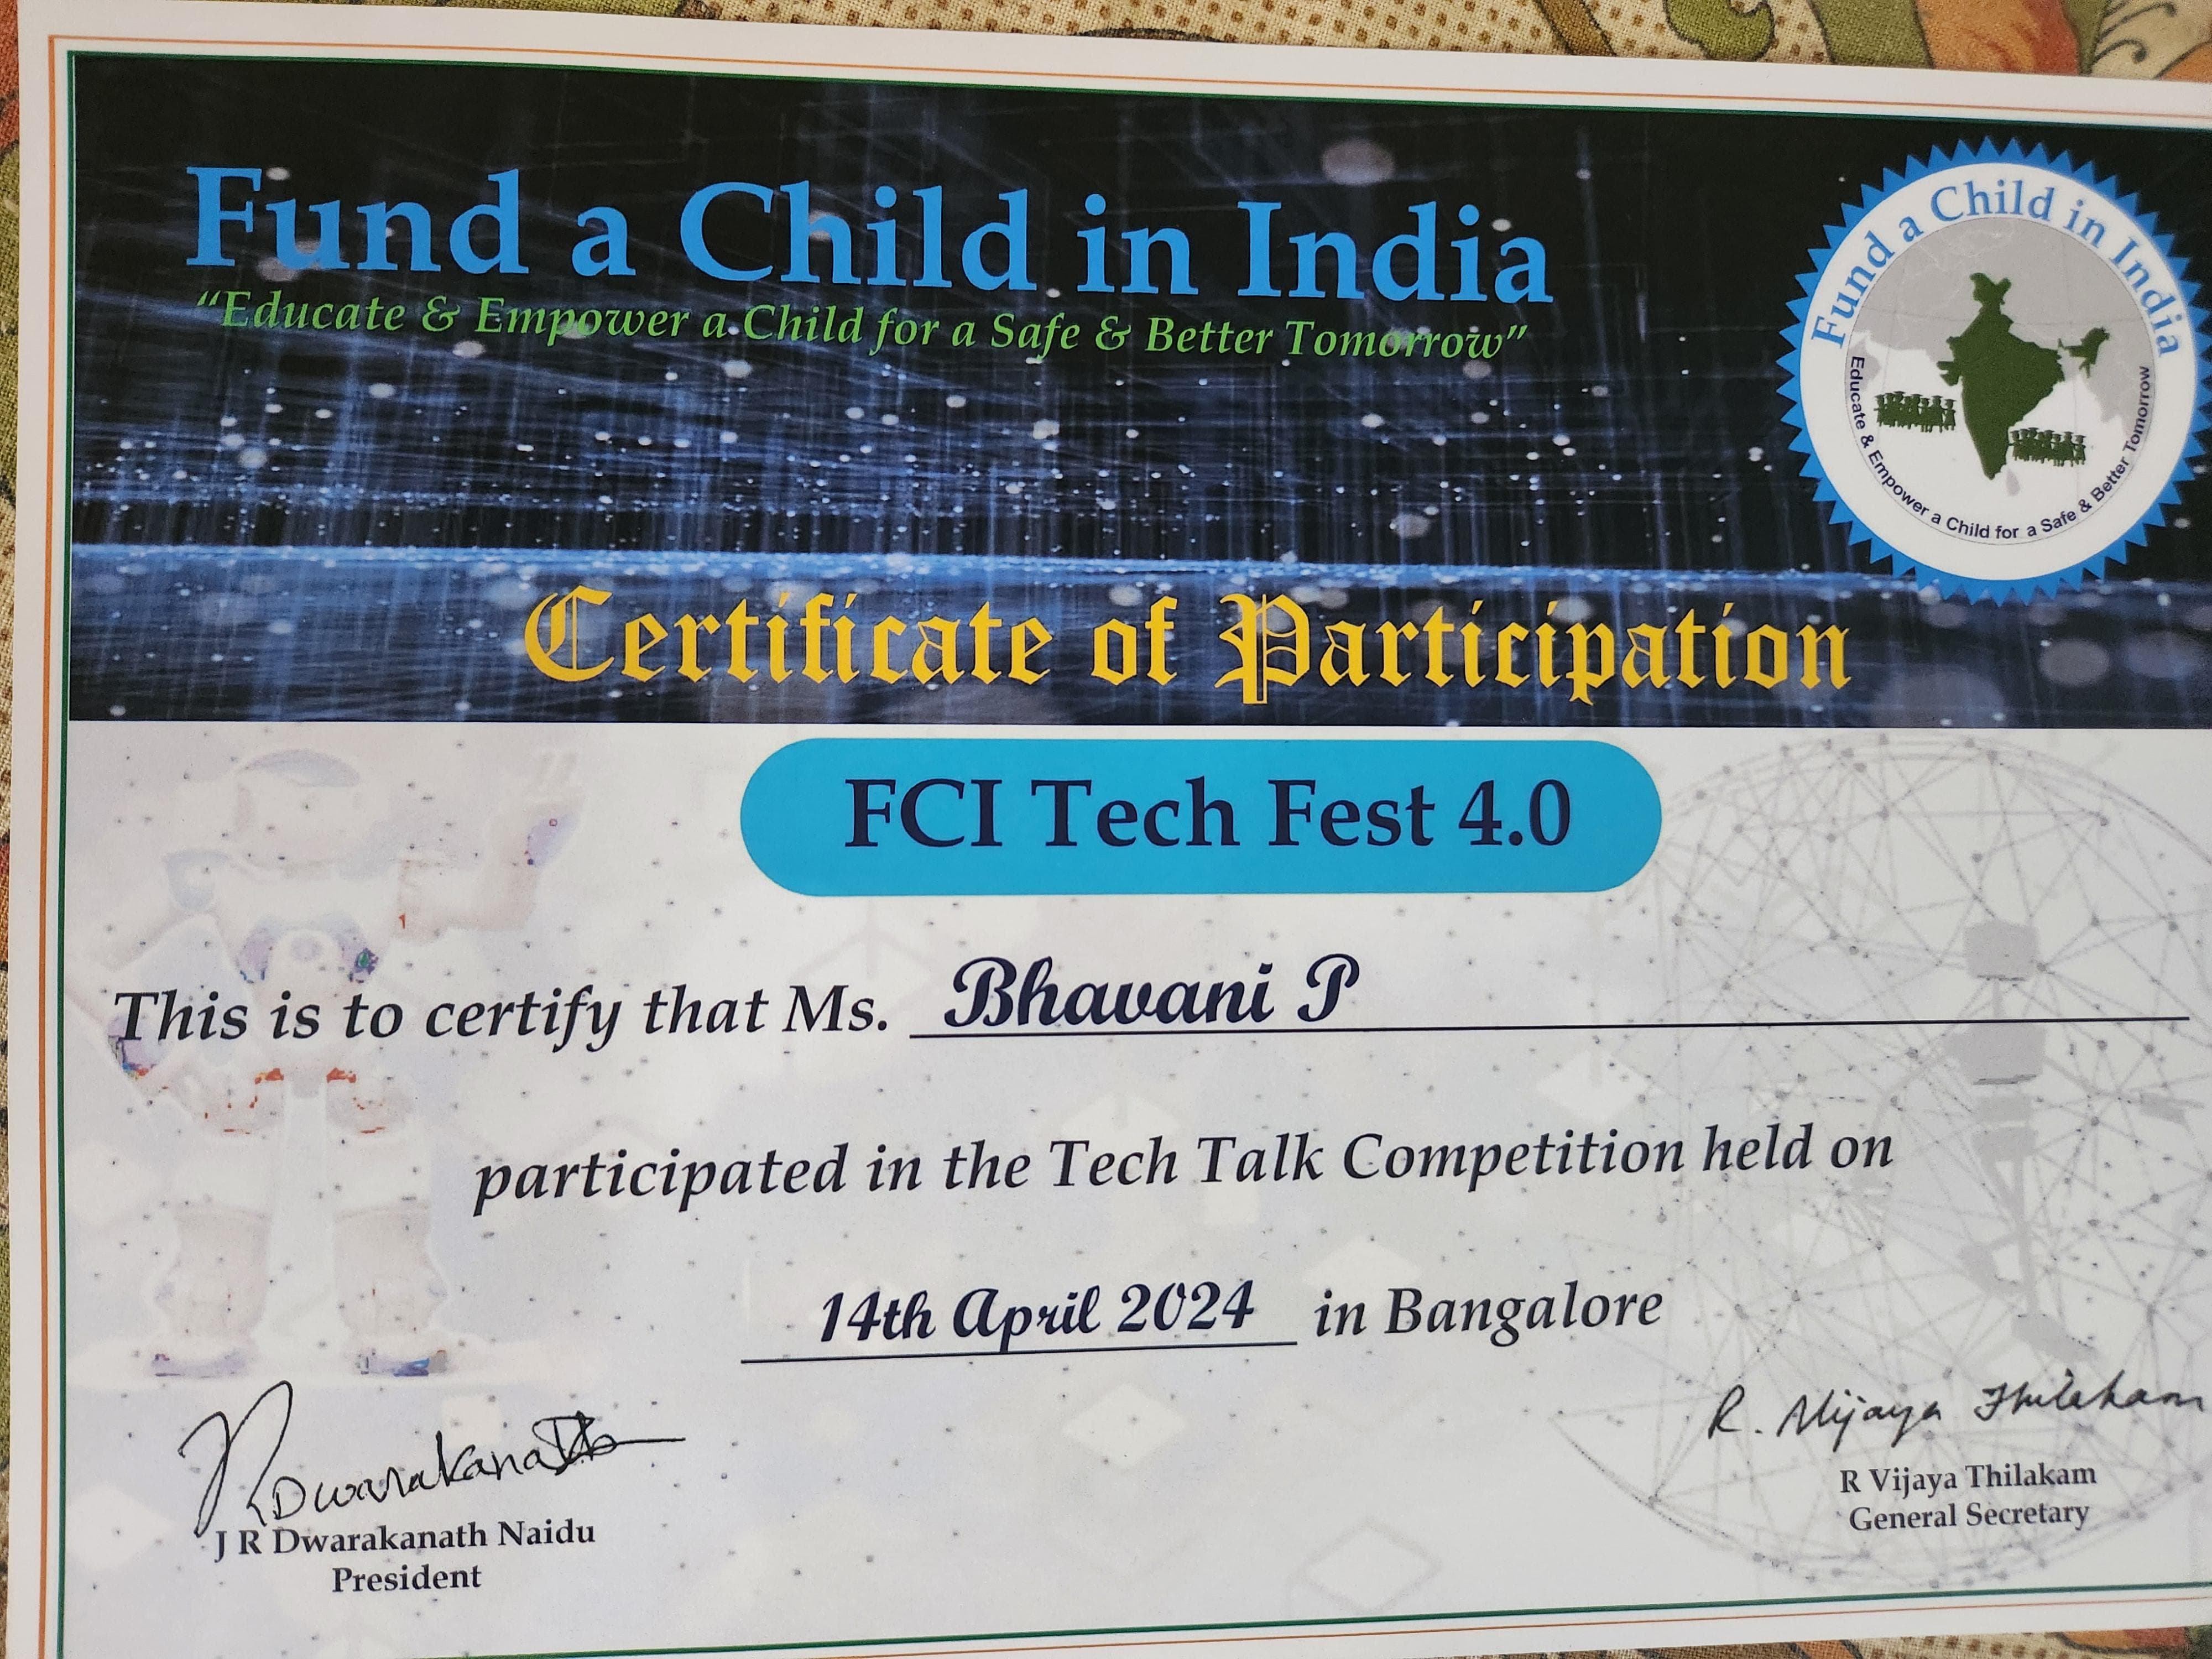 Fund a Child in India
"Educate & Empower a Child for a Safe & Better Tomorrow"
Fund a Child in India
Educate & Empower a Child for a Safe & Better Tomorrow
Certificate of Participation
FCI Tech Fest 4.0
This is to certify that Ms. Bhavani P
participated in the Tech Talk Competition held on
14th April 2024 in Bangalore
Dwarakanath
R. Vijaya Thilakam
J R Dwarakanath Naidu
President
R Vijaya Thilakam
General Secretary